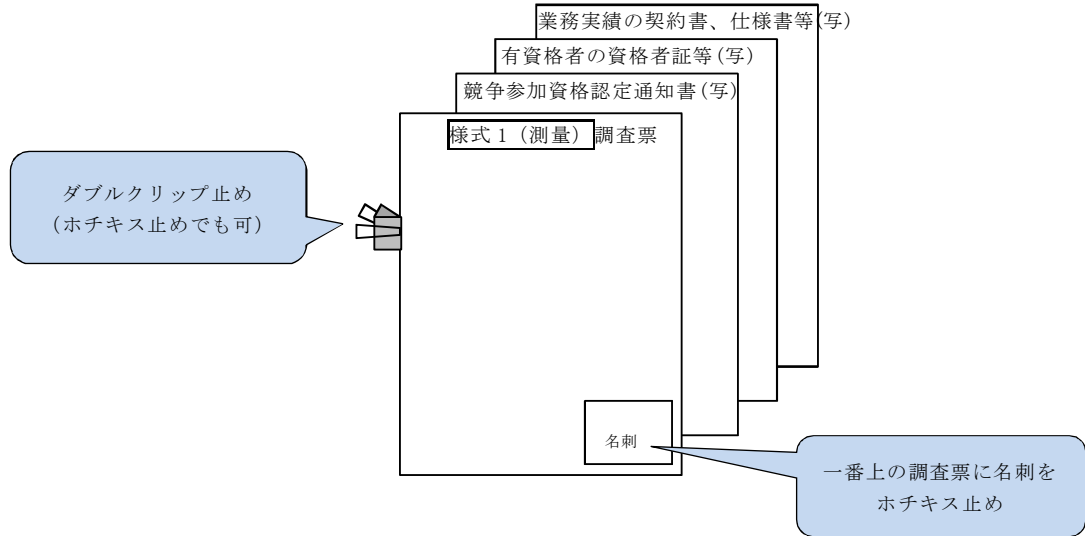 業務実績の契約書、仕様書等(写)
有資格者の資格者証等(写)
競争参加資格認定通知書(写)
様式1（測量）調査票
ダブルクリップ止め
（ホチキス止めでも可）
名刺
一番上の調査票に名刺を
ホチキス止め